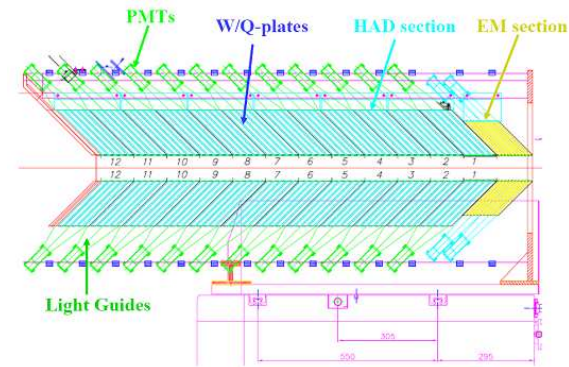 PMTs
W/Q-plates
HAD section
EM section
12 11 10 9 8 7 6 5 4 3 2 1
12 11 10 9 8 7 6 5 4 3 2 1
Light Guides
305
550
295